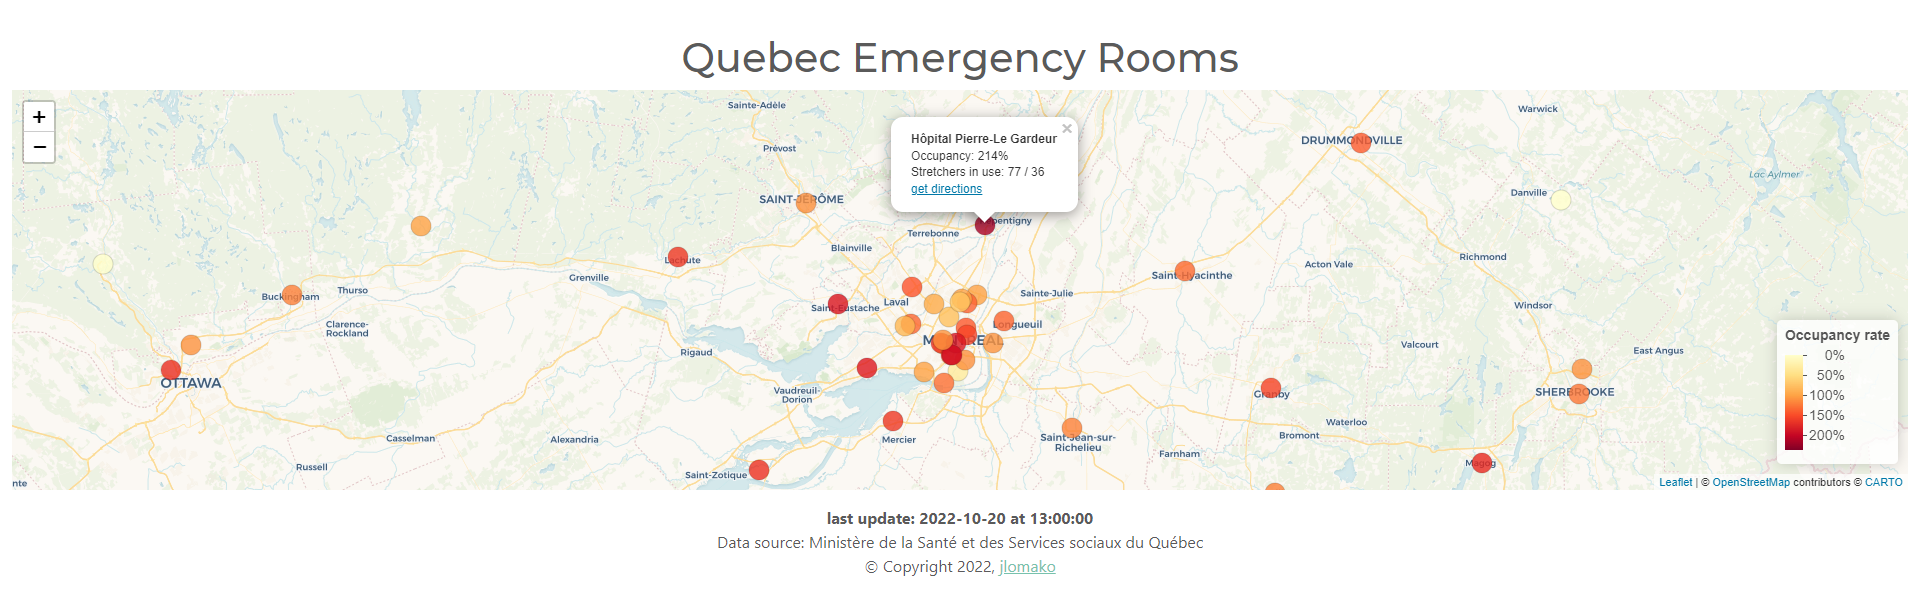 Quebec Emergency Rooms
+
−
Sainte-Adèle
Warwick
Prévost
Hôpital Pierre-Le Gardeur
×
Occupancy: 214%
Stretchers in use: 77 / 36
get directions
DRUMMONDVILLE
Lac Aylmer
Danville
SAINT-JÉRÔME
pentigny
Terrebonne
Blainville
Lachute
Richmond
Acton Vale
Saint-Hyacinthe
Grenville
Thurso
Buckingham
Sainte-Julie
Laval
Saint-Eustache
Windsor
Clarence-
Rockland
Longueuil
MONTREAL
Rigaud
Valcourt
East Angus
OTTAWA
Vaudreuil-
Dorion
Granby
SHERBROOKE
Waterloo
Bromont
Casselman
Alexandria
Mercier
Saint-Jean-sur-
Richelieu
Farnham
Magog
Russell
Saint-Zotique
nte
Occupancy rate
0%
50%
100%
150%
200%
Leaflet | © OpenStreetMap contributors © CARTO
last update: 2022-10-20 at 13:00:00
Data source: Ministère de la Santé et des Services sociaux du Québec
© Copyright 2022, jlomako